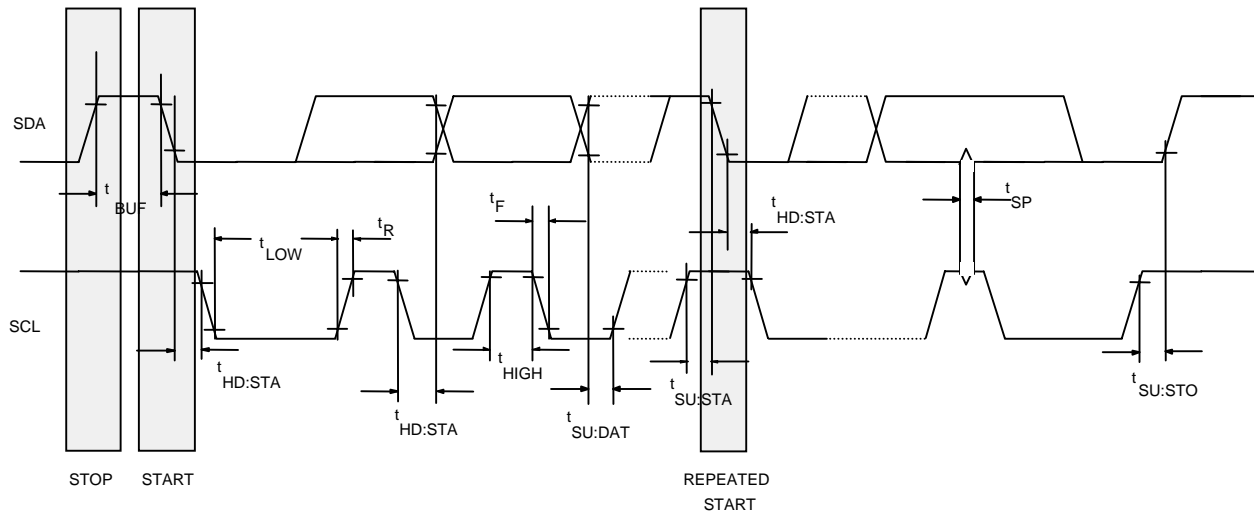 SDA
t BUF
t F
t R
t LOW
t HD:STA
t SP
SCL
t HD:STA
t HIGH
t HD:STA
t SU:DAT
t SU:STA
t SU:STO
STOP
START
REPEATED
START